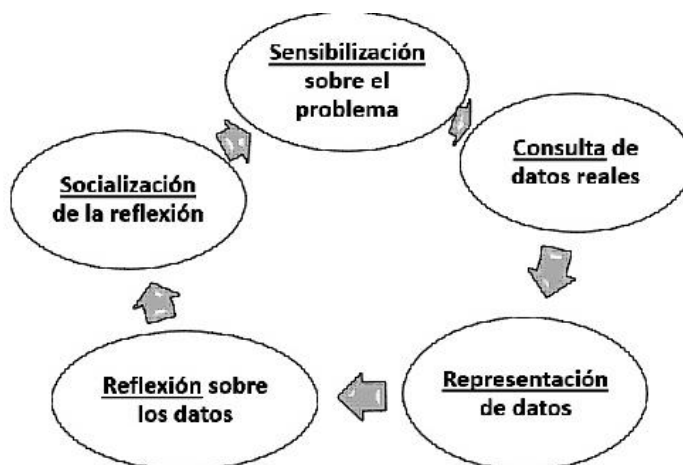 Sensibilización
sobre el
problema
Consulta de
datos reales
Representación
de datos
Reflexión sobre
los datos
Socialización
de la reflexión